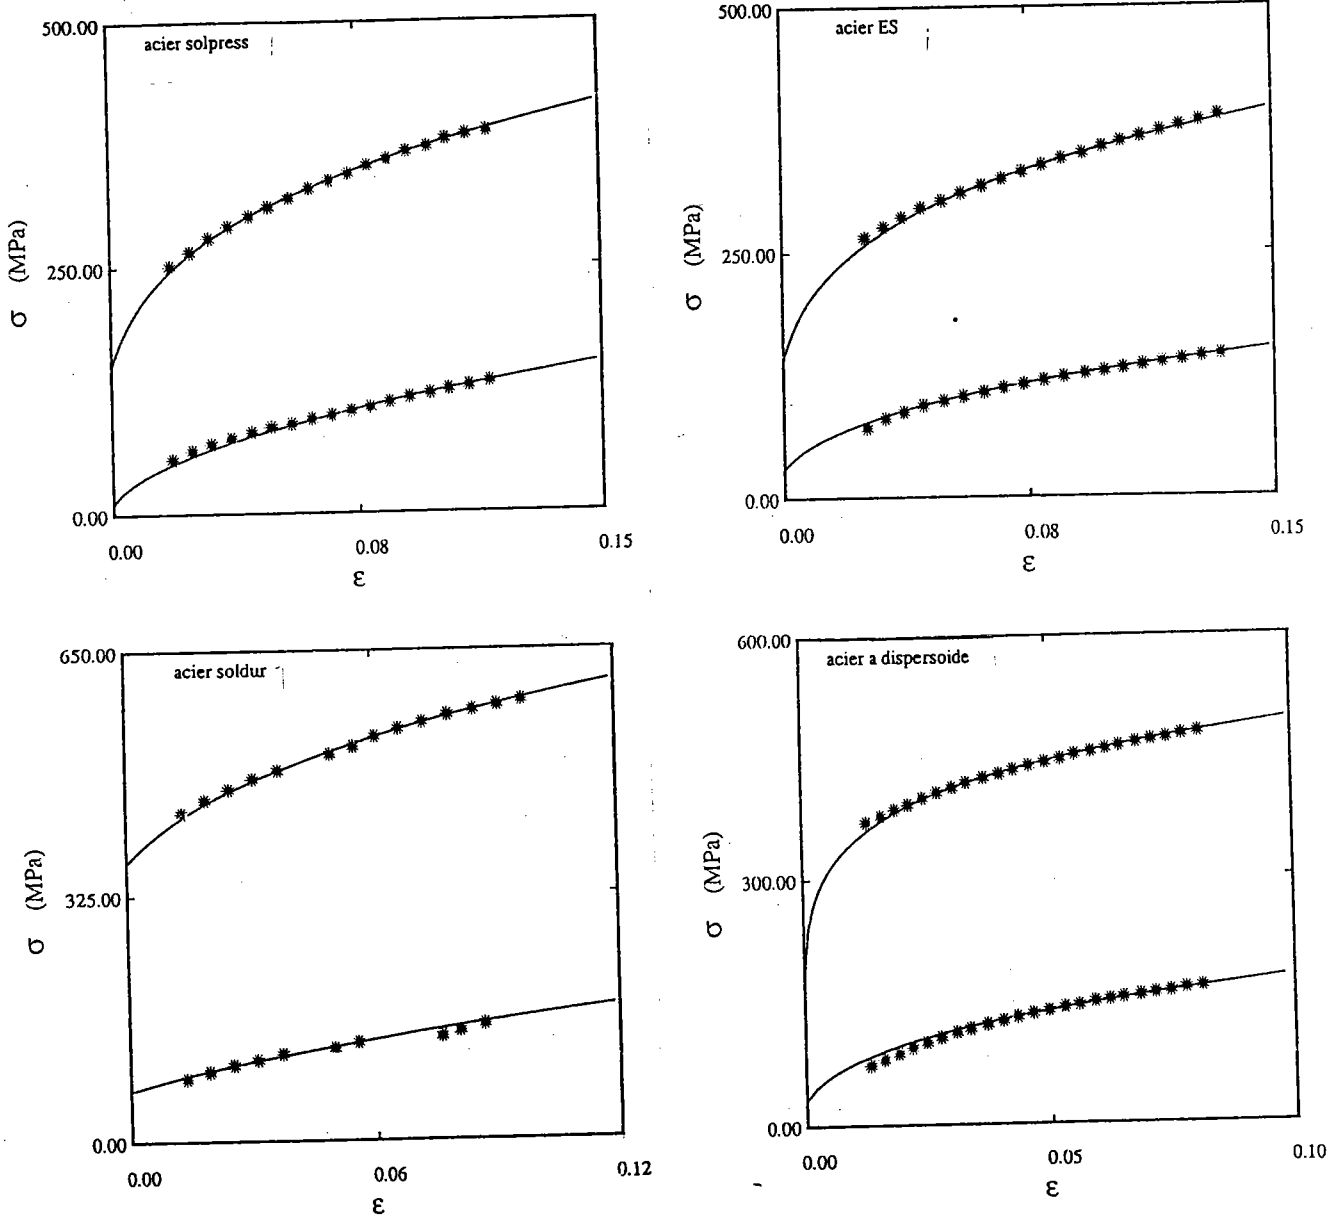 500.00
acier solpress
σ (MPa)
250.00
0.00
0.00
0.08
0.15
ε
500.00
acier ES
σ (MPa)
250.00
0.00
0.00
0.08
0.15
ε
650.00
acier soldur
σ (MPa)
325.00
0.00
0.00
0.06
0.12
ε
600.00
acier a dispersoide
σ (MPa)
300.00
0.00
0.00
0.05
0.10
ε